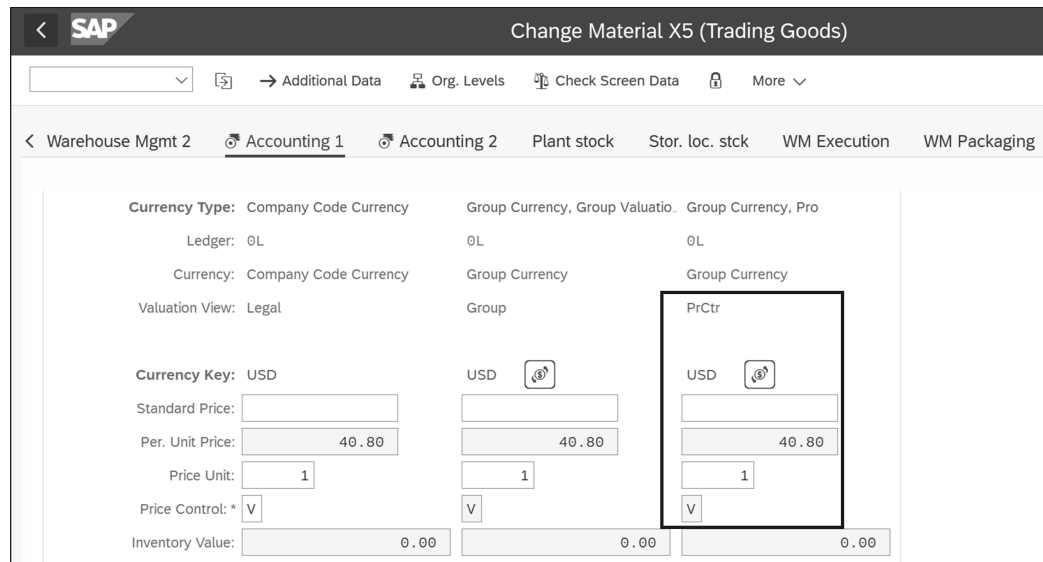 SAP Change Material X5 (Trading Goods)
Additional Data Org. Levels Check Screen Data More
Warehouse Mgmt 2 Accounting 1 Accounting 2 Plant stock Stor. loc. stck WM Execution WM Packaging
Currency Type: Company Code Currency Group Currency, Group Valuatio.. Group Currency, Pro
Ledger: 0L 0L 0L
Currency: Company Code Currency Group Currency Group Currency
Valuation View: Legal Group PrCtr
Currency Key: USD USD USD
Standard Price:
Per. Unit Price: 40.80 40.80 40.80
Price Unit: 1 1 1
Price Control: * V V V
Inventory Value: 0.00 0.00 0.00